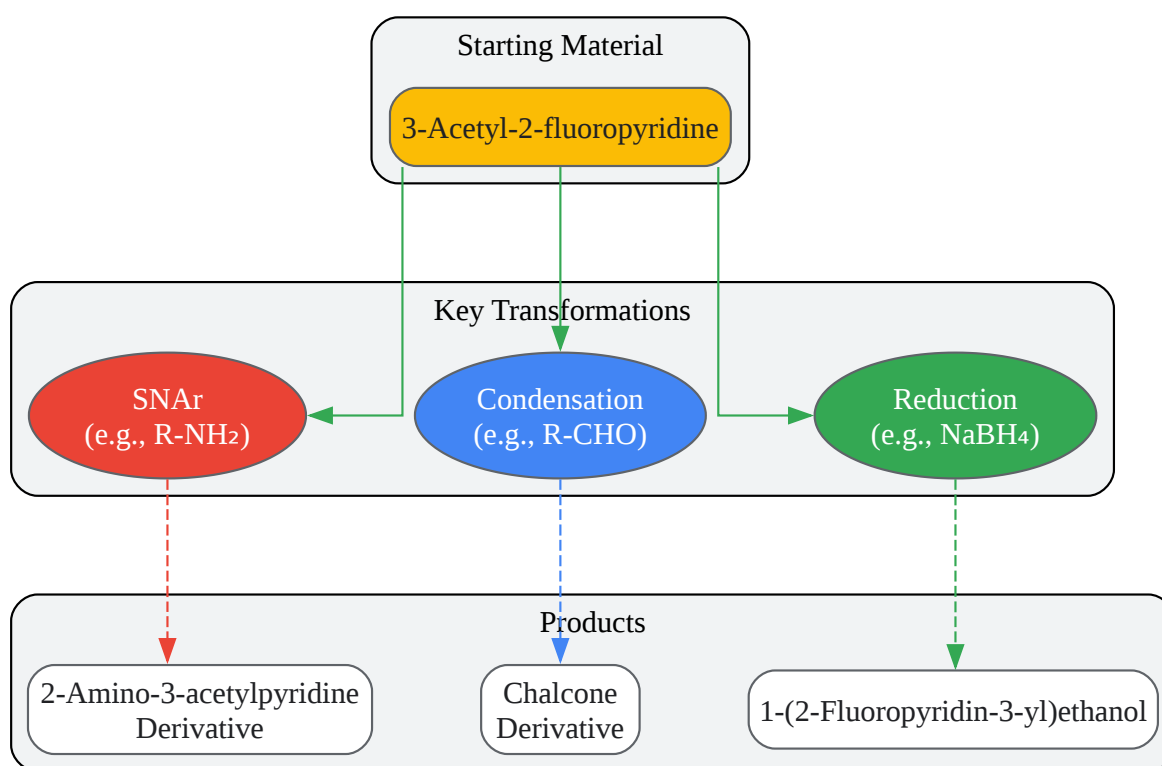 Starting Material
3-Acetyl-2-fluoropyridine
Key Transformations
SNAr
(e.g., R-NH₂)
Condensation
(e.g., R-CHO)
Reduction
(e.g., NaBH₄)
Products
2-Amino-3-acetylpyridine
Derivative
Chalcone
Derivative
1-(2-Fluoropyridin-3-yl)ethanol